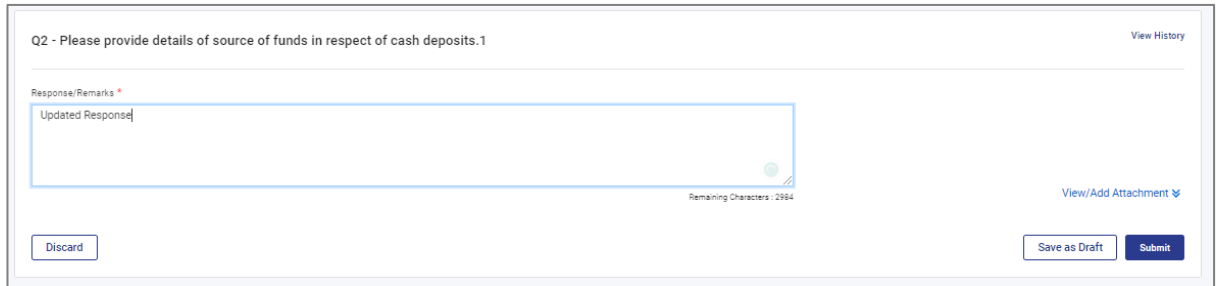 Q2 - Please provide details of source of funds in respect of cash deposits.1
View History
Response/Remarks *
Updated Response
Remaining Characters : 2984
View/Add Attachment
Discard
Save as Draft
Submit